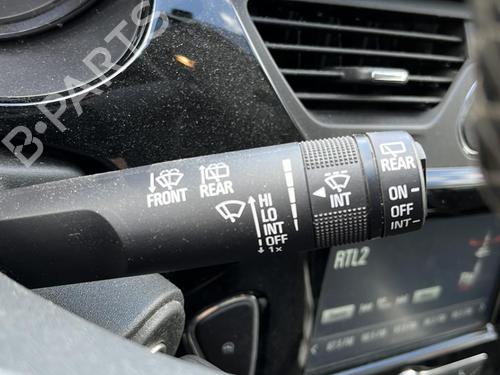 B-PARTS
FRONT
REAR
HI
LO
INT
OFF
1x
INT
REAR
ON
OFF
INT
RTL2